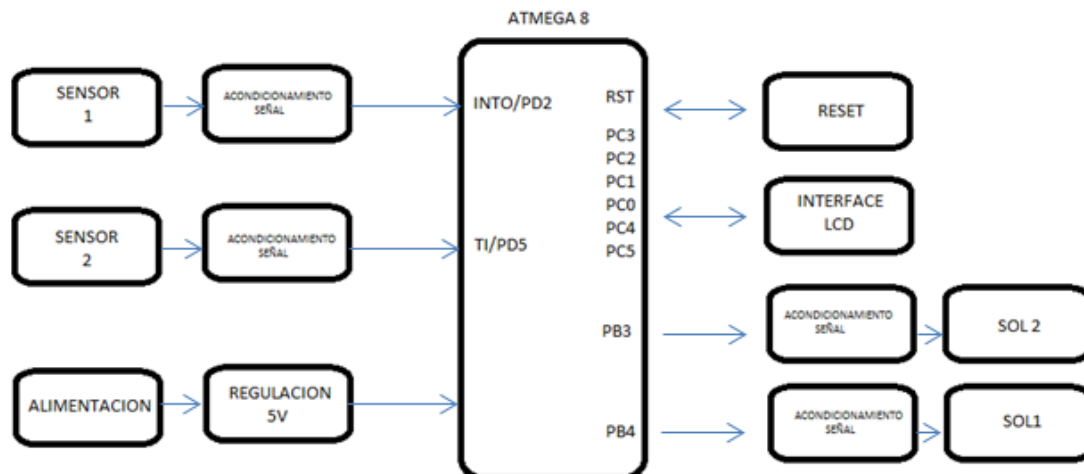 ATMEGA 8
SENSOR
1
ACONDICIONAMIENTO
SEÑAL
INTO/PD2
RST
RESET
PC3
PC2
PC1
PC0
PC4
PC5
INTERFACE
LCD
SENSOR
2
ACONDICIONAMIENTO
SEÑAL
TI/PD5
PB3
ACONDICIONAMIENTO
SEÑAL
SOL 2
ALIMENTACION
REGULACION
5V
PB4
ACONDICIONAMIENTO
SEÑAL
SOL1